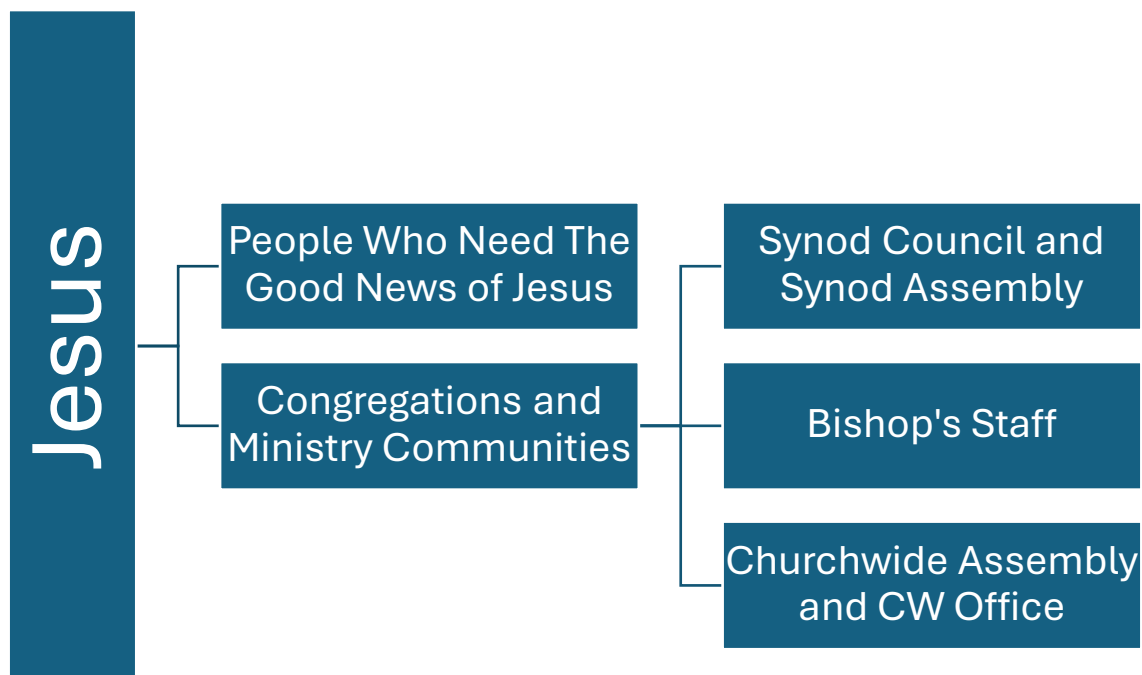 Jesus
People Who Need The
Good News of Jesus
Congregations and
Ministry Communities
Synod Council and
Synod Assembly
Bishop's Staff
Churchwide Assembly
and CW Office